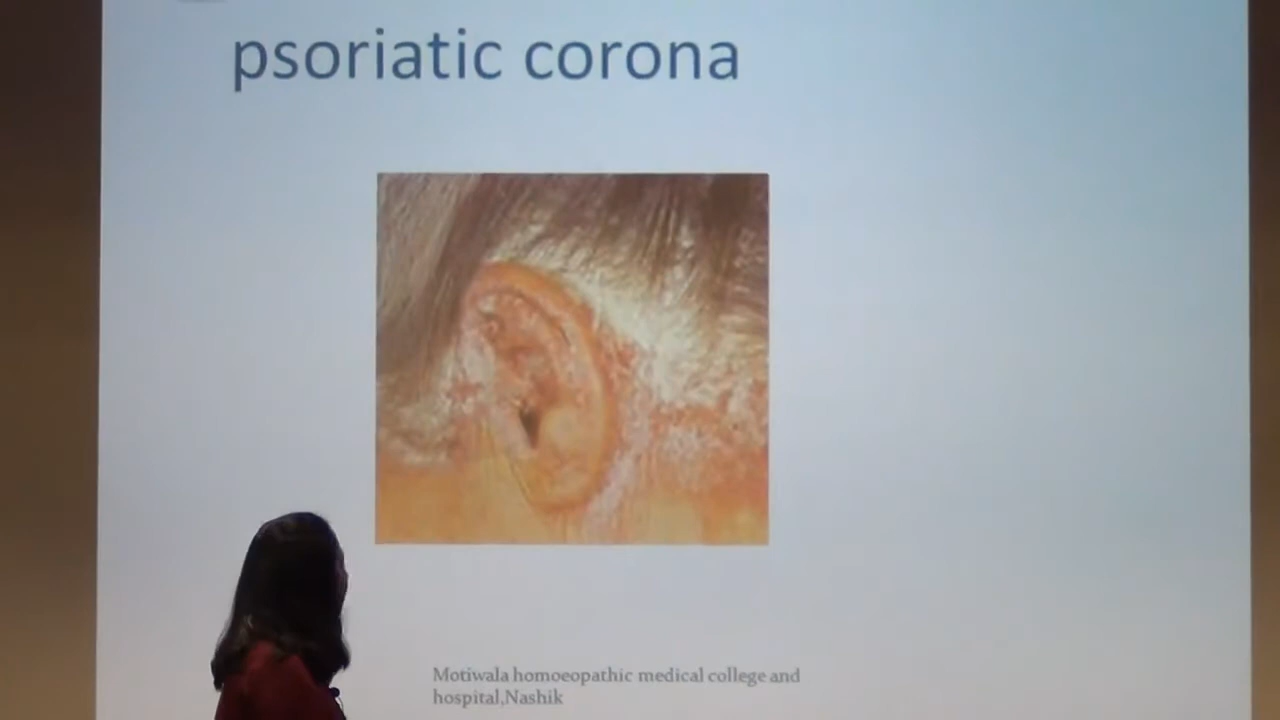 psoriatic corona
Motiwala homoeopathic medical college and
hospital,Nashik